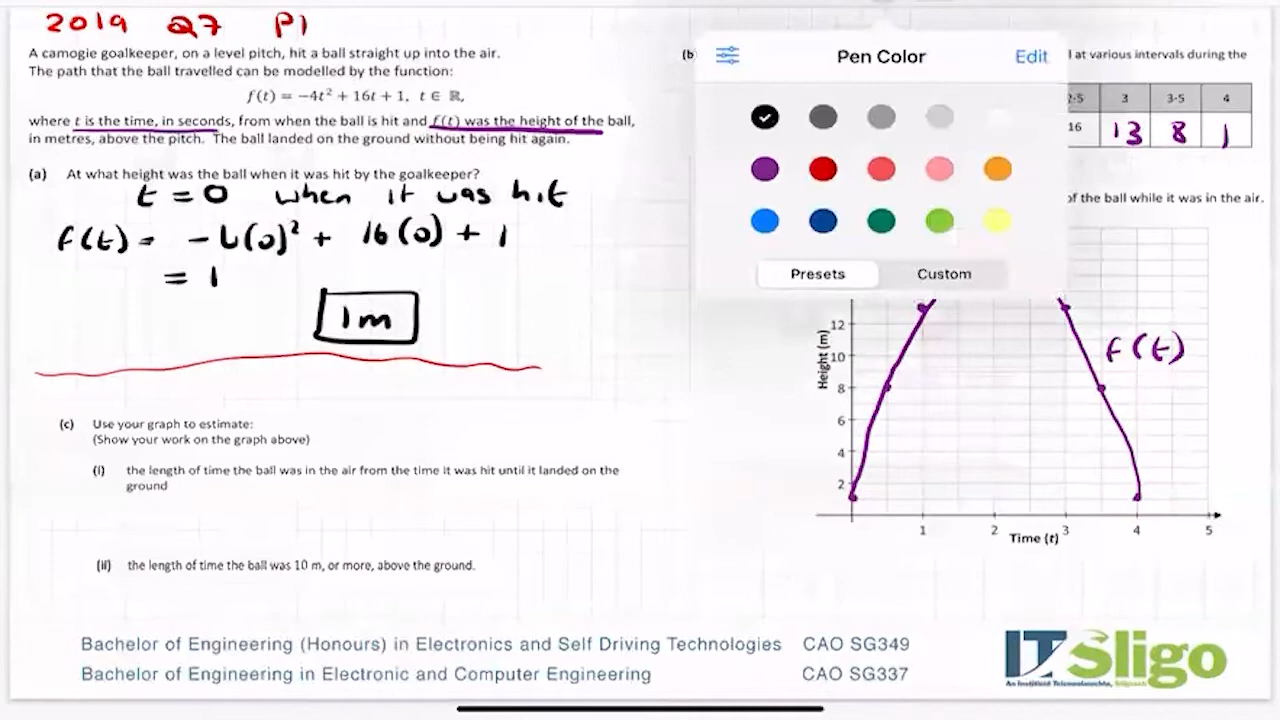 2019 Q7 P1
A camogie goalkeeper, on a level pitch, hit a ball straight up into the air.
The path that the ball travelled can be modelled by the function:
f(t) = −4t² + 16t + 1, t ∈ ℝ,
where t is the time, in seconds, from when the ball is hit and f(t) was the height of the ball,
in metres, above the pitch. The ball landed on the ground without being hit again.
(a) At what height was the ball when it was hit by the goalkeeper?
t = 0 when it was hit
f(t) = -4(0)² + 16(0) + 1
= 1
1m
(c) Use your graph to estimate:
(Show your work on the graph above)
(i) the length of time the ball was in the air from the time it was hit until it landed on the
ground
(ii) the length of time the ball was 10 m, or more, above the ground.
(b
Pen Color
Edit
Presets
Custom
at various intervals during the
2·5 3 3·5 4
16 13 8 1
of the ball while it was in the air.
f(t)
Height (m)
12
10
8
6
4
2
1 2 3 4 5
Time (t)
Bachelor of Engineering (Honours) in Electronics and Self Driving Technologies CAO SG349
Bachelor of Engineering in Electronic and Computer Engineering CAO SG337
IT Sligo
An Institiúid Teicneolaíochta, Sligeach